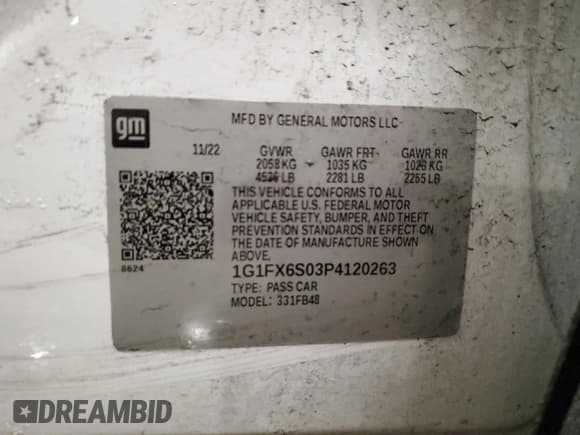 gm
MFD BY GENERAL MOTORS LLC
11/22 GVWR GAWR FRT GAWR RR
2058 KG 1035 KG 1026 KG
4536 LB 2281 LB 2265 LB
THIS VEHICLE CONFORMS TO ALL
APPLICABLE U.S. FEDERAL MOTOR
VEHICLE SAFETY, BUMPER, AND THEFT
PREVENTION STANDARDS IN EFFECT ON
THE DATE OF MANUFACTURE SHOWN
ABOVE.
8624
1G1FX6S03P4120263
TYPE: PASS CAR
MODEL: 331FB48
DREAMBID